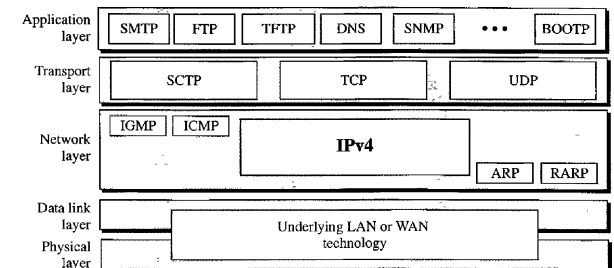 Application
layer
SMTP FTP TFTP DNS SNMP ••• BOOTP
Transport
layer
SCTP TCP UDP
Network
layer
IGMP ICMP
IPv4
ARP RARP
Data link
layer
Underlying LAN or WAN
technology
Physical
layer